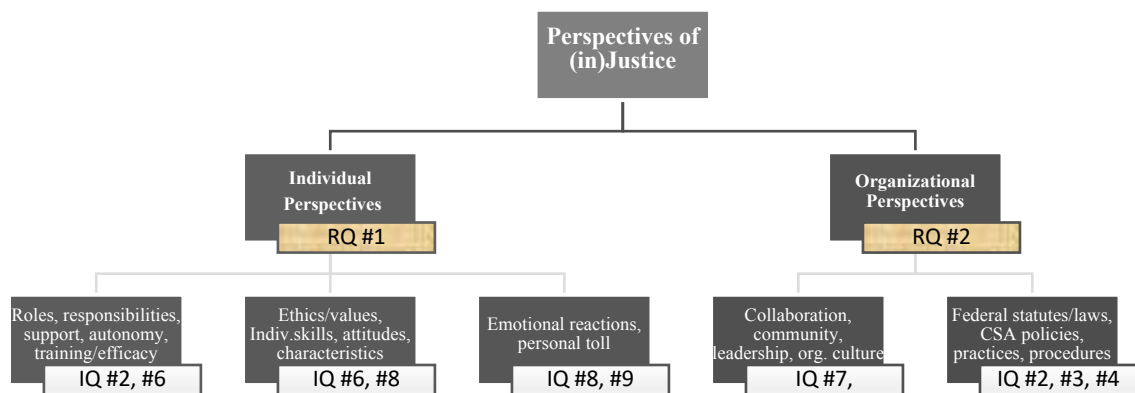 Perspectives of
(in)Justice
Individual
Perspectives
RQ #1
Organizational
Perspectives
RQ #2
Roles, responsibilities,
support, autonomy,
training/efficacy
IQ #2, #6
Ethics/values,
Indiv.skills, attitudes,
characteristics
IQ #6, #8
Emotional reactions,
personal toll
IQ #8, #9
Collaboration,
community,
leadership, org. culture
IQ #7,
Federal statutes/laws,
CSA policies,
practices, procedures
IQ #2, #3, #4